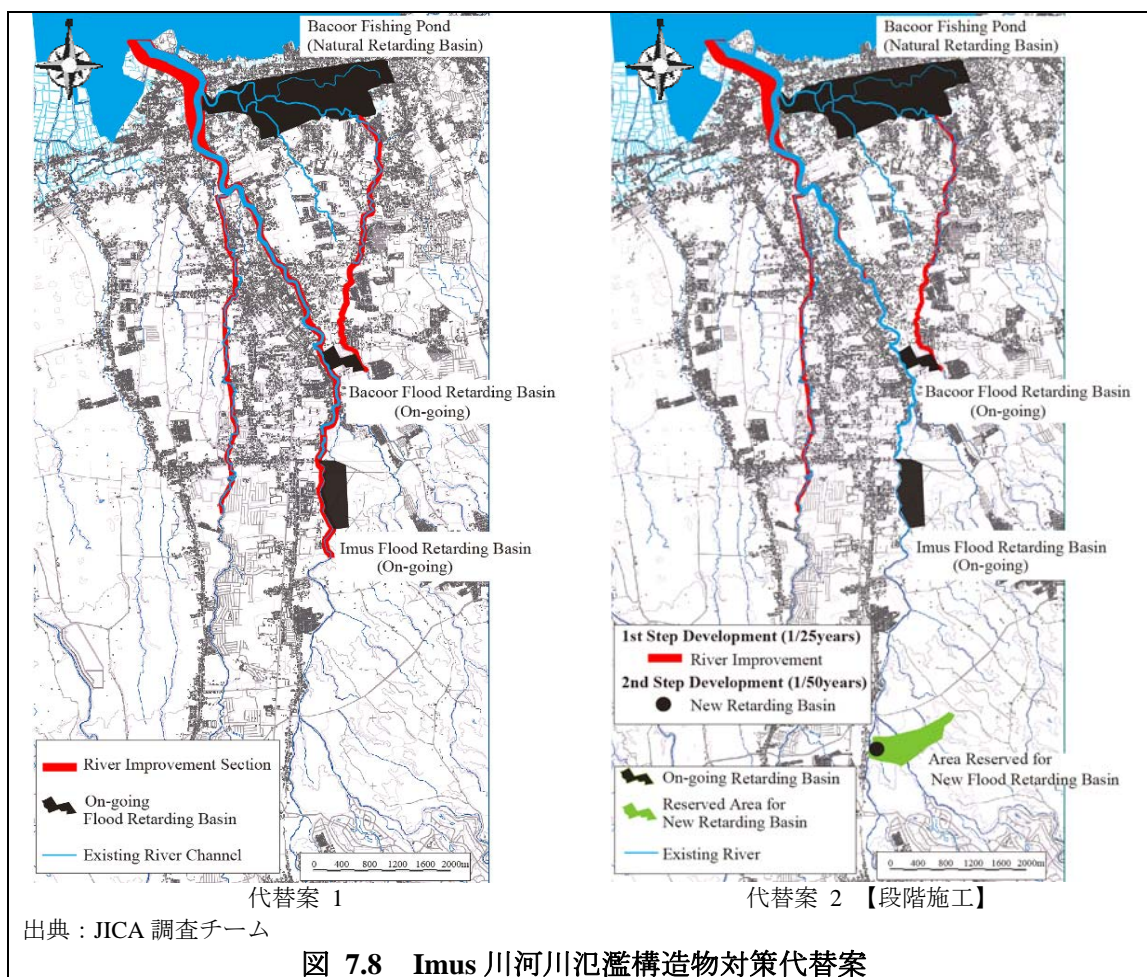 Bacoor Fishing Pond
(Natural Retarding Basin)
Bacoor Flood Retarding Basin
(On-going)
Imus Flood Retarding Basin
(On-going)
River Improvement Section
On-going
Flood Retarding Basin
Existing River Channel
0 400 800 1200 1600 2000m
代替案 1
Bacoor Fishing Pond
(Natural Retarding Basin)
Bacoor Flood Retarding Basin
(On-going)
Imus Flood Retarding Basin
(On-going)
1st Step Development (1/25years)
River Improvement
2nd Step Development (1/50years)
New Retarding Basin
Area Reserved for
New Flood Retarding Basin
On-going Retarding Basin
Reserved Area for
New Retarding Basin
Existing River
0 400 800 1200 1600 2000m
代替案 2 【段階施工】
出典：JICA 調査チーム
図 7.8 Imus 川河川氾濫構造物対策代替案